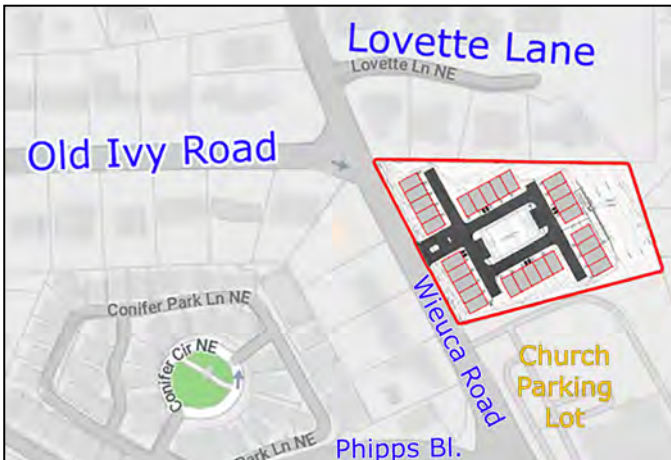 Lovette Lane
Lovette Ln NE
Old Ivy Road
Conifer Park Ln NE
Conifer Cir NE
Wieuca Road
Church
Parking
Lot
Park Ln NE
Phipps Bl.